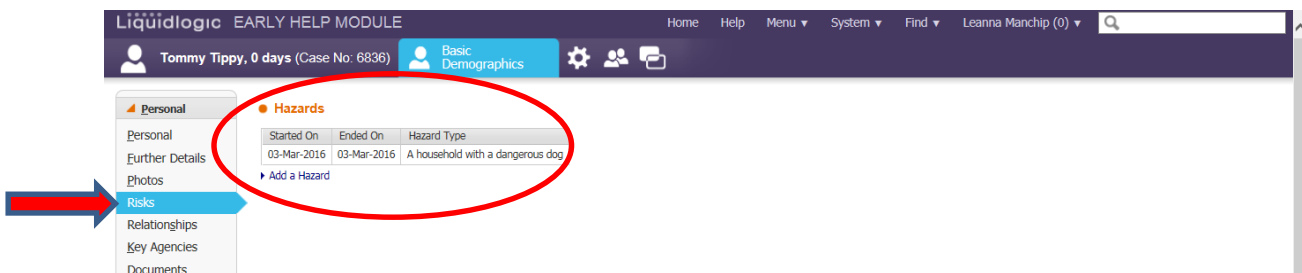 Liquidlogic EARLY HELP MODULE Home Help Menu ▾ System ▾ Find ▾ Leanna Manchip (0) ▾
Tommy Tippy, 0 days (Case No: 6836) Basic Demographics
Personal
Personal
Further Details
Photos
Risks
Relationships
Key Agencies
Documents
Hazards
Started On Ended On Hazard Type
03-Mar-2016 03-Mar-2016 A household with a dangerous dog
Add a Hazard